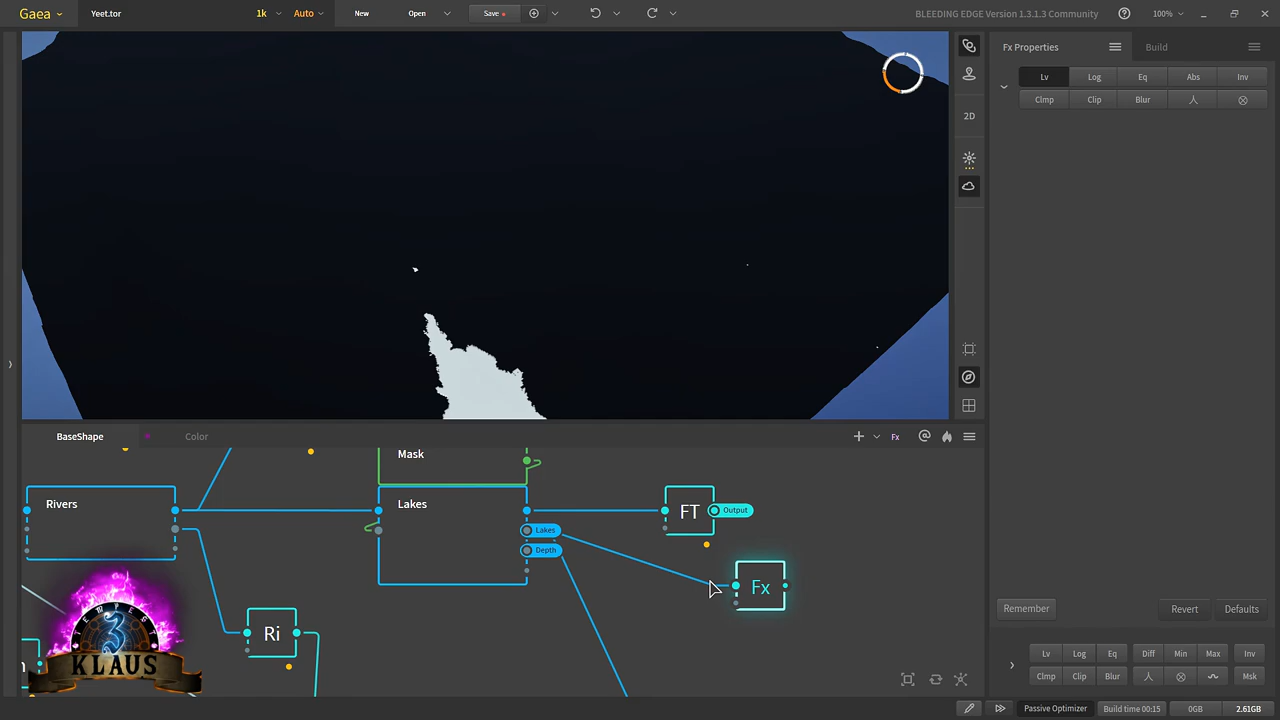 Gaea
Yeet.tor
1k
Auto
New
Open
Save
BLEEDING EDGE Version 1.3.1.3 Community
100%
Fx Properties
Build
Lv
Log
Eq
Abs
Inv
Clmp
Clip
Blur
2D
BaseShape
Color
Fx
Mask
Rivers
Lakes
FT
Output
Lakes
Depth
Fx
Ri
TEMPEST
3
KLAUS
Remember
Revert
Defaults
Lv
Log
Eq
Diff
Min
Max
Inv
Clmp
Clip
Blur
Msk
Passive Optimizer
Build time 00:15
0GB
2.61GB